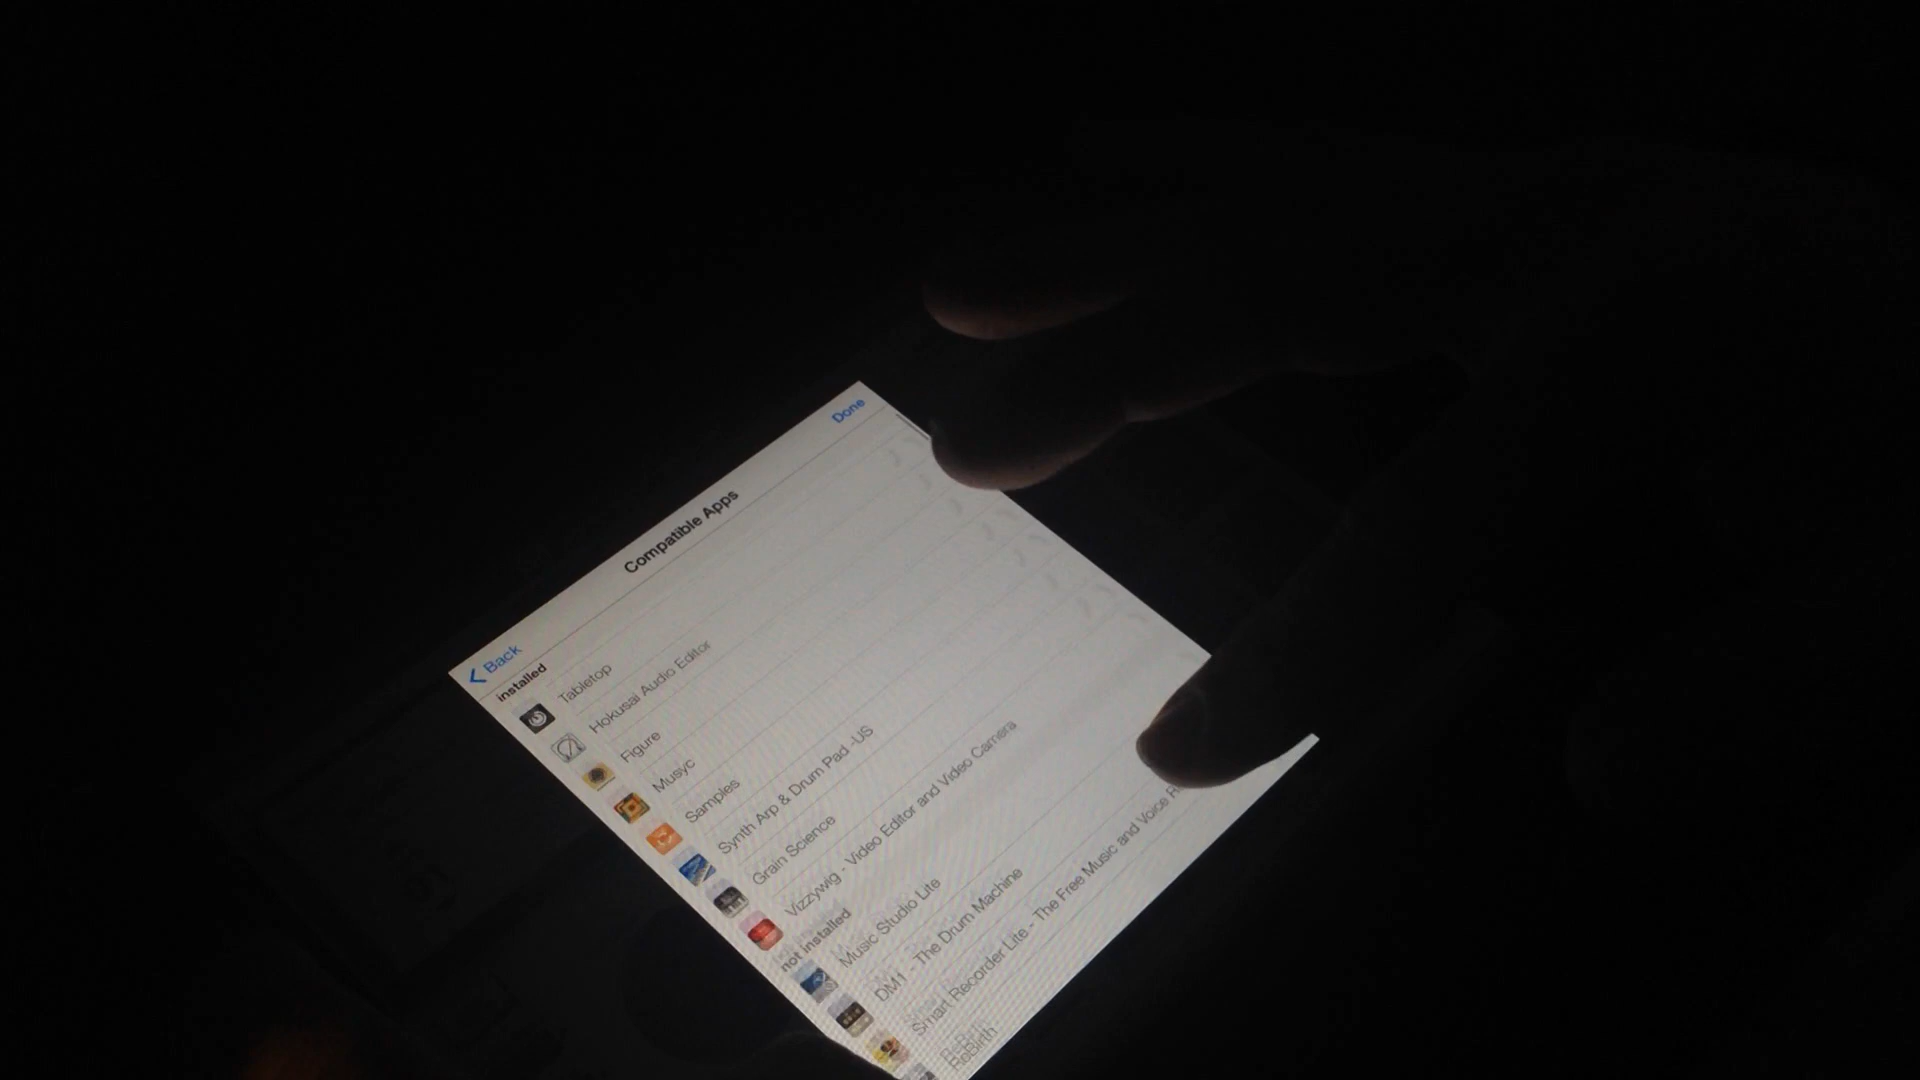 Back
Compatible Apps
Done
installed
Tabletop
Hokusai Audio Editor
Figure
Musyc
Samples
Synth Arp & Drum Pad -US
Grain Science
Vizzywig - Video Editor and Video Camera
not installed
Music Studio Lite
DM1 - The Drum Machine
Smart Recorder Lite - The Free Music and Voice R
ReBirth